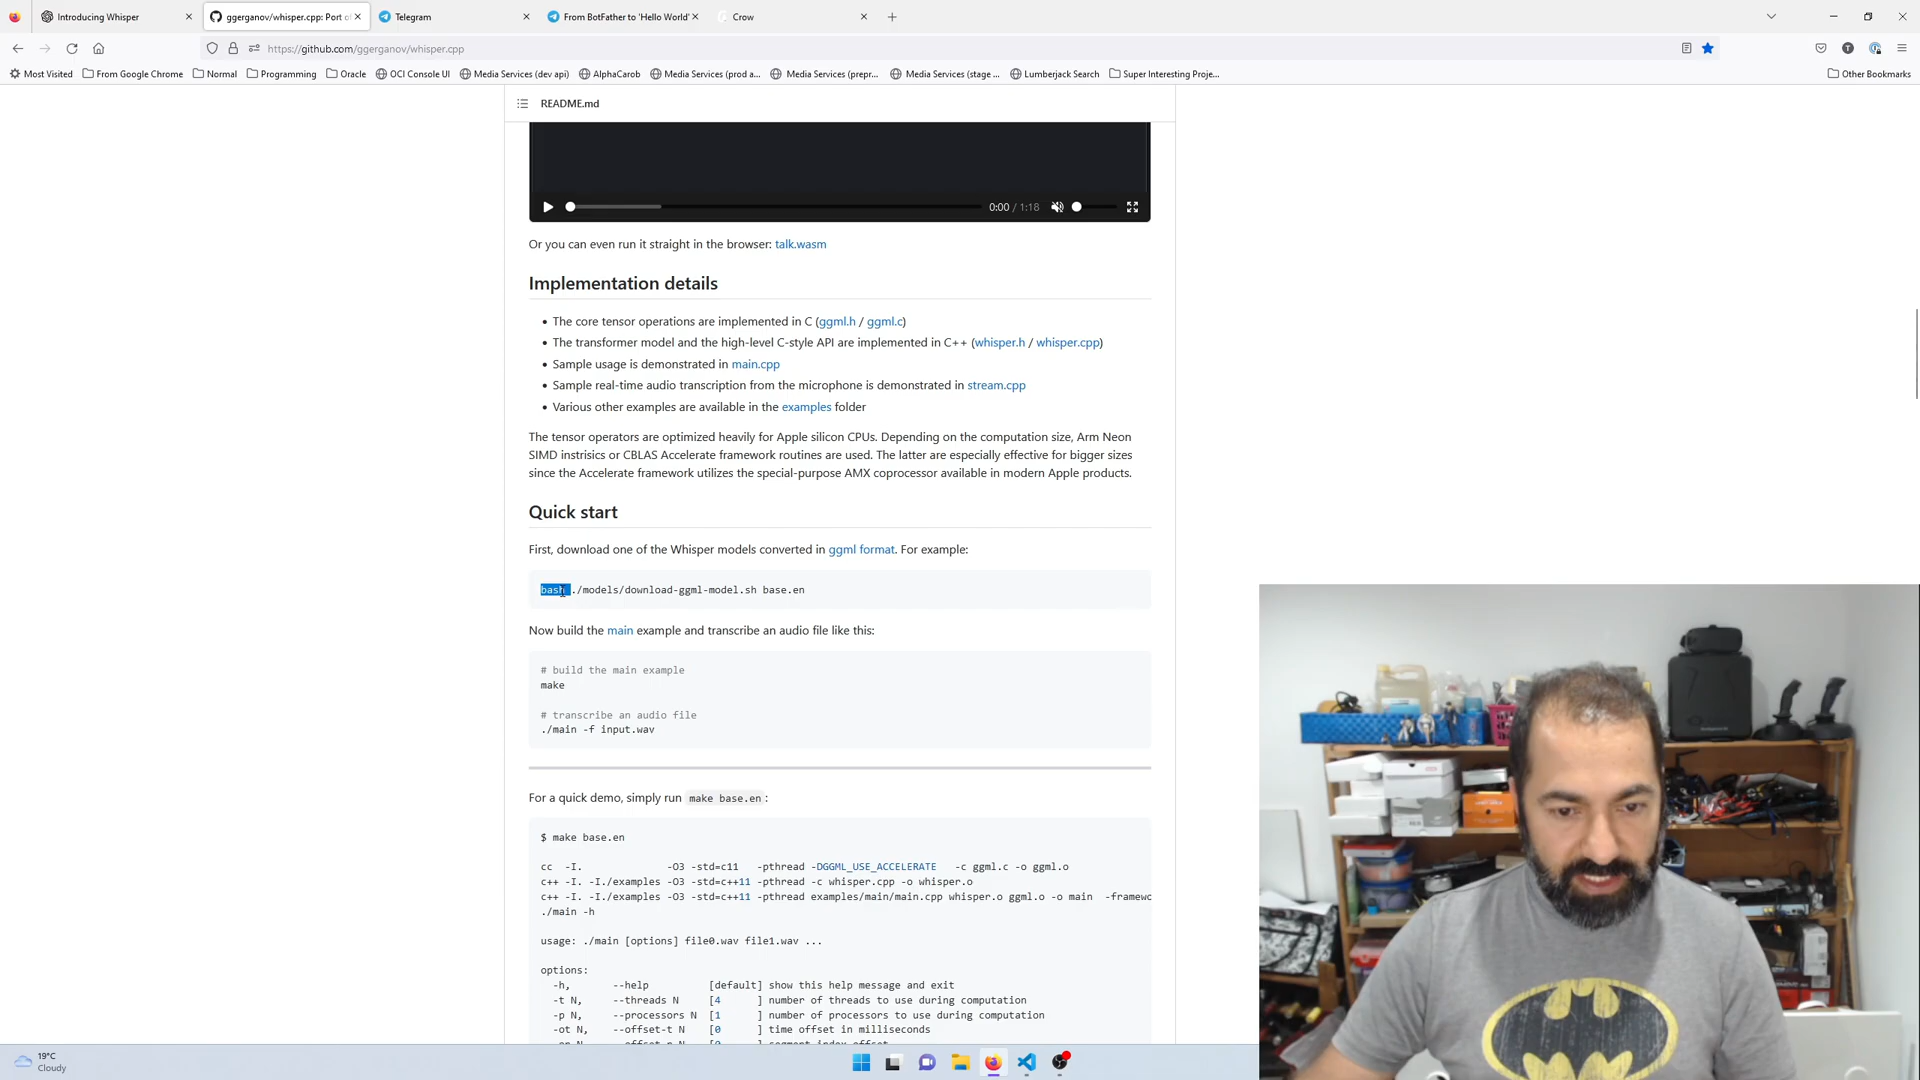 Introducing Whisper
ggerganov/whisper.cpp: Port of
Telegram
From BotFather to 'Hello World'
Crow
https://github.com/ggerganov/whisper.cpp
Most Visited
From Google Chrome
Normal
Programming
Oracle
OCI Console UI
Media Services (dev api)
AlphaCarob
Media Services (prod a...
Media Services (prepr...
Media Services (stage ...
Lumberjack Search
Super Interesting Proje...
Other Bookmarks
README.md
0:00 / 1:18
Or you can even run it straight in the browser: talk.wasm
Implementation details
• The core tensor operations are implemented in C (ggml.h / ggml.c)
• The transformer model and the high-level C-style API are implemented in C++ (whisper.h / whisper.cpp)
• Sample usage is demonstrated in main.cpp
• Sample real-time audio transcription from the microphone is demonstrated in stream.cpp
• Various other examples are available in the examples folder
The tensor operators are optimized heavily for Apple silicon CPUs. Depending on the computation size, Arm Neon
SIMD instrisics or CBLAS Accelerate framework routines are used. The latter are especially effective for bigger sizes
since the Accelerate framework utilizes the special-purpose AMX coprocessor available in modern Apple products.
Quick start
First, download one of the Whisper models converted in ggml format. For example:
bash ./models/download-ggml-model.sh base.en
Now build the main example and transcribe an audio file like this:
# build the main example
make
# transcribe an audio file
./main -f input.wav
For a quick demo, simply run make base.en:
$ make base.en
cc -I. -O3 -std=c11 -pthread -DGGML_USE_ACCELERATE -c ggml.c -o ggml.o
c++ -I. -I./examples -O3 -std=c++11 -pthread -c whisper.cpp -o whisper.o
c++ -I. -I./examples -O3 -std=c++11 -pthread examples/main/main.cpp whisper.o ggml.o -o main -framewo
./main -h
usage: ./main [options] file0.wav file1.wav ...
options:
-h, --help [default] show this help message and exit
-t N, --threads N [4 ] number of threads to use during computation
-p N, --processors N [1 ] number of processors to use during computation
-ot N, --offset-t N [0 ] time offset in milliseconds
-on N, --offset-n N [0 ] segment index offset
19°C
Cloudy